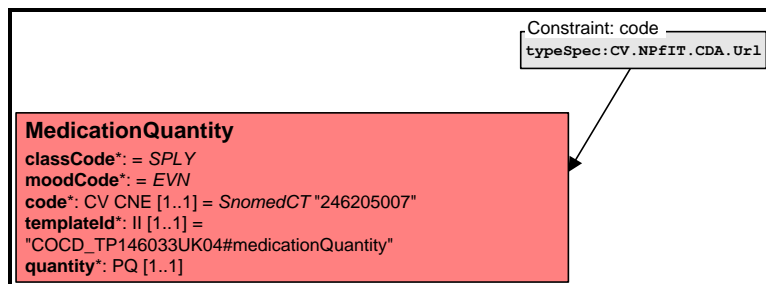 Constraint: code
typeSpec:CV.NPfIT.CDA.Url
MedicationQuantity
classCode*: = SPLY
moodCode*: = EVN
code*: CV CNE [1..1] = SnomedCT "246205007"
templateId*: II [1..1] =
"COCD_TP146033UK04#medicationQuantity"
quantity*: PQ [1..1]